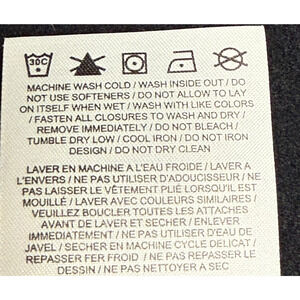 30C
MACHINE WASH COLD / WASH INSIDE OUT / DO
NOT USE SOFTENERS / DO NOT ALLOW TO LAY
ON ITSELF WHEN WET / WASH WITH LIKE COLORS
/ FASTEN ALL CLOSURES TO WASH AND DRY /
REMOVE IMMEDIATELY / DO NOT BLEACH /
TUMBLE DRY LOW / COOL IRON / DO NOT IRON
DESIGN / DO NOT DRY CLEAN
LAVER EN MACHINE A L'EAU FROIDE / LAVER A
L'ENVERS / NE PAS UTILISER D'ADOUCISSEUR / NE
PAS LAISSER LE VÊTEMENT PLIÉ LORSQU'IL EST
MOUILLÉ / LAVER AVEC COULEURS SIMILAIRES /
VEUILLEZ BOUCLER TOUTES LES ATTACHES
AVANT DE LAVER ET SECHER /
IMMEDIATEMENT / NE PAS UTILISER D'EAU DE
JAVEL / SECHER EN MACHINE CYCLE DELICAT /
REPASSER FER FROID / NE PAS REPASSER LE
DESSIN / NE PAS NETTOYER A SEC